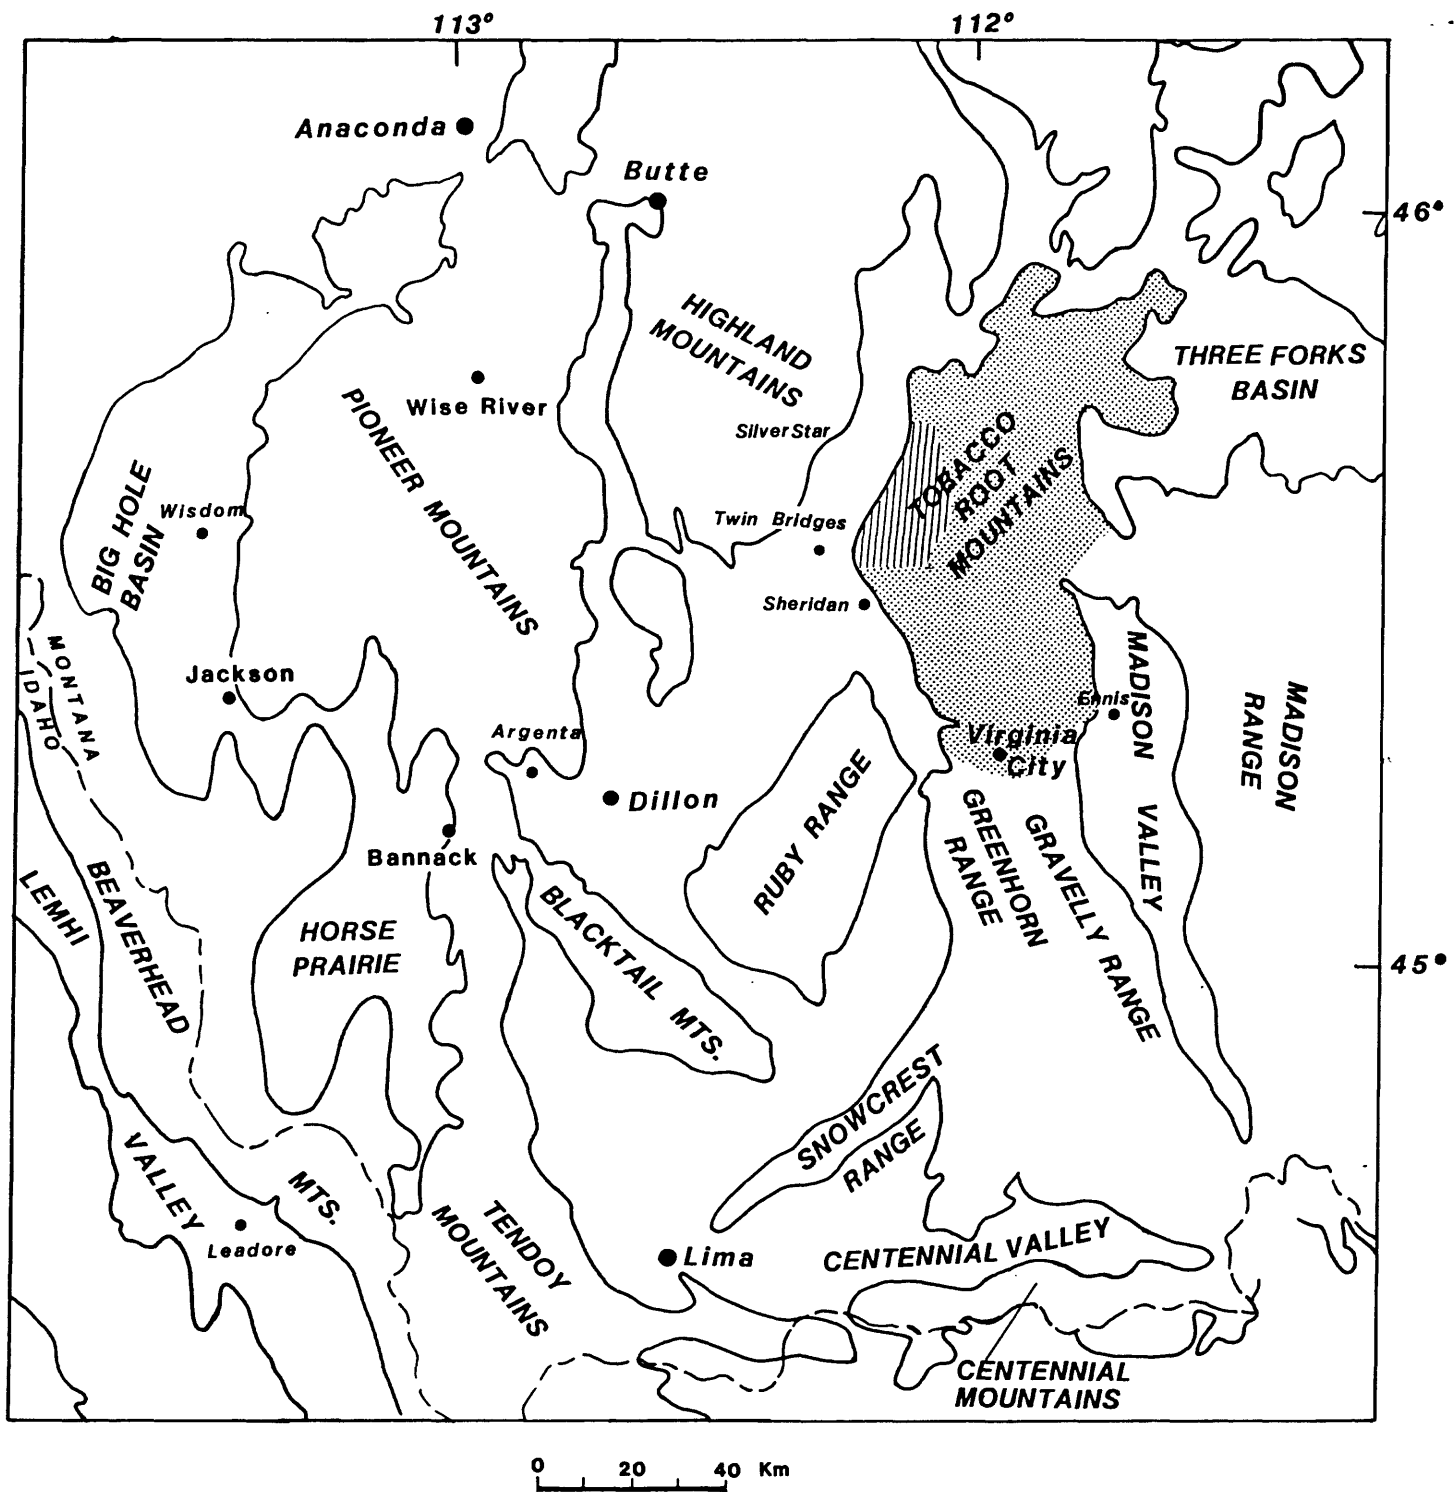 113° 112°
Anaconda
Butte
46°
HIGHLAND
MOUNTAINS
THREE FORKS
BASIN
Wise River
PIONEER MOUNTAINS
Silver Star
TOBACCO
ROOT
MOUNTAINS
BIG HOLE
BASIN
Wisdom
Twin Bridges
Sheridan
MONTANA
IDAHO
Jackson
MADISON
VALLEY
Ennis
MADISON
RANGE
Argenta
Virginia
City
Dillon
RUBY RANGE
GREENHORN
RANGE
GRAVELLY RANGE
Bannack
LEMHI
VALLEY
BEAVERHEAD
MTS.
HORSE
PRAIRIE
BLACKTAIL MTS.
45°
SNOWCREST
RANGE
TENDOY
MOUNTAINS
Leadore
Lima
CENTENNIAL VALLEY
CENTENNIAL
MOUNTAINS
0 20 40 Km